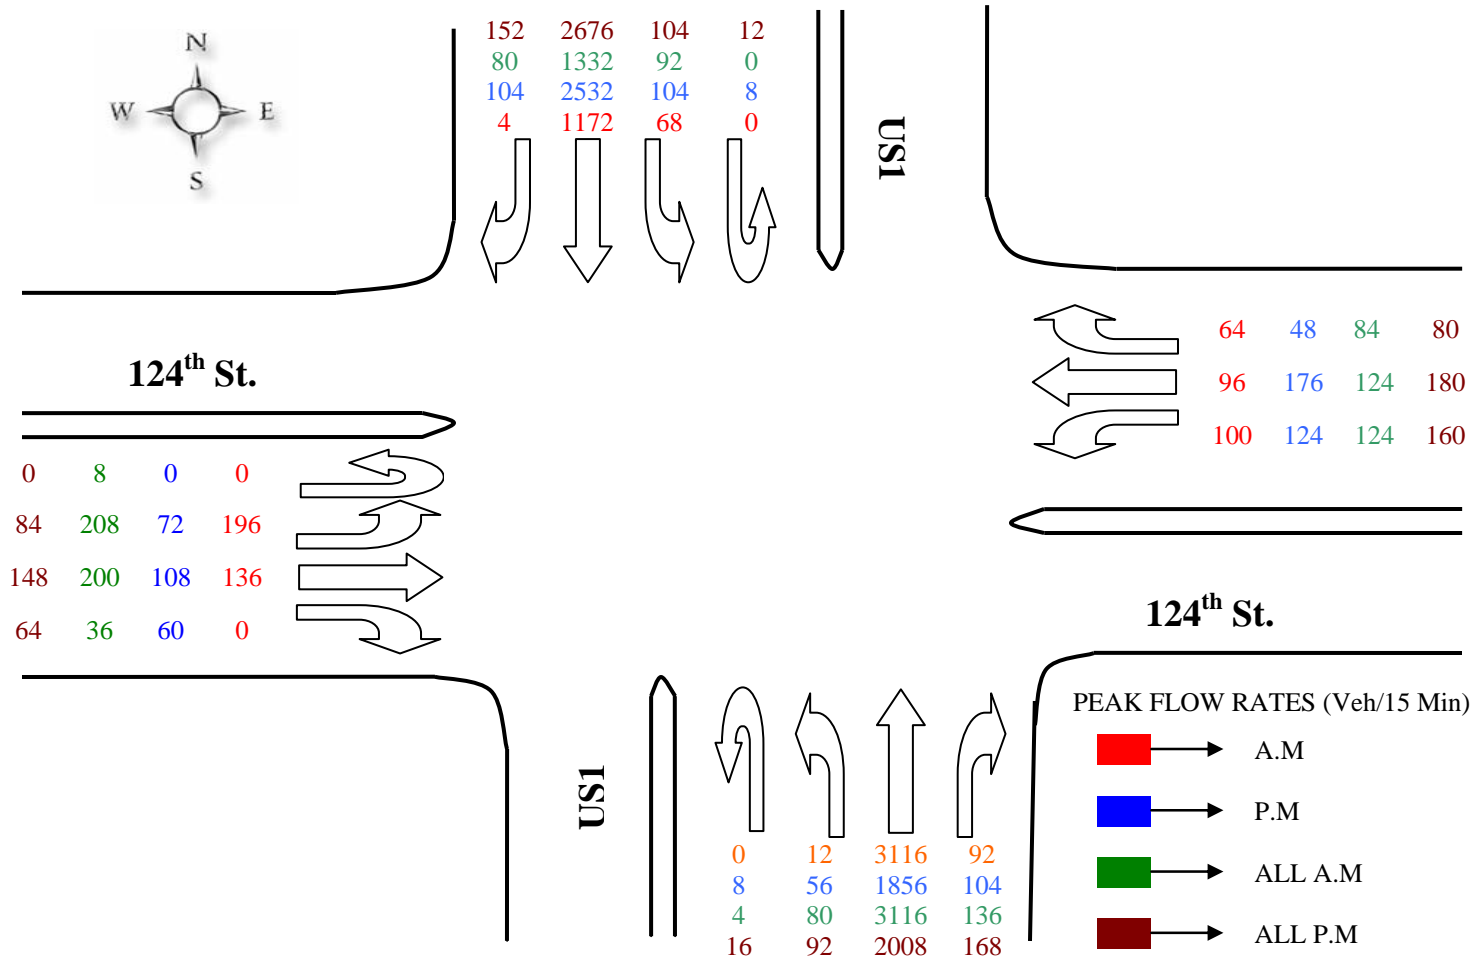 N
W E
S
152 2676 104 12
80 1332 92 0
104 2532 104 8
4 1172 68 0
US1
124th St.
64 48 84 80
96 176 124 180
100 124 124 160
0 8 0 0
84 208 72 196
148 200 108 136
64 36 60 0
124th St.
US1
0 12 3116 92
8 56 1856 104
4 80 3116 136
16 92 2008 168
PEAK FLOW RATES (Veh/15 Min)
A.M
P.M
ALL A.M
ALL P.M